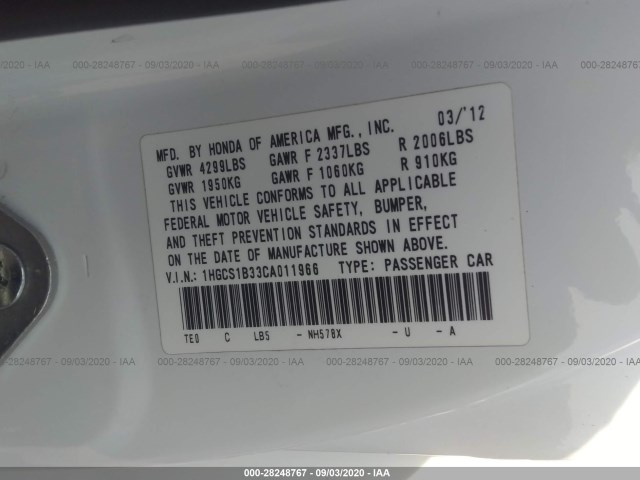 000-28248767 - 09/03/2020 - IAA
MFD. BY HONDA OF AMERICA MFG., INC. 03/'12
GVWR 4299LBS GAWR F 2337LBS R 2006LBS
GVWR 1950KG GAWR F 1060KG R 910KG
THIS VEHICLE CONFORMS TO ALL APPLICABLE
FEDERAL MOTOR VEHICLE SAFETY, BUMPER,
AND THEFT PREVENTION STANDARDS IN EFFECT
ON THE DATE OF MANUFACTURE SHOWN ABOVE.
V.I.N.: 1HGCS1B33CA011966 TYPE: PASSENGER CAR
TE0 C LB5 - NH578X - U - A
000-28248767 - 09/03/2020 - IAA
000-28248767 - 09/03/2020 - IAA